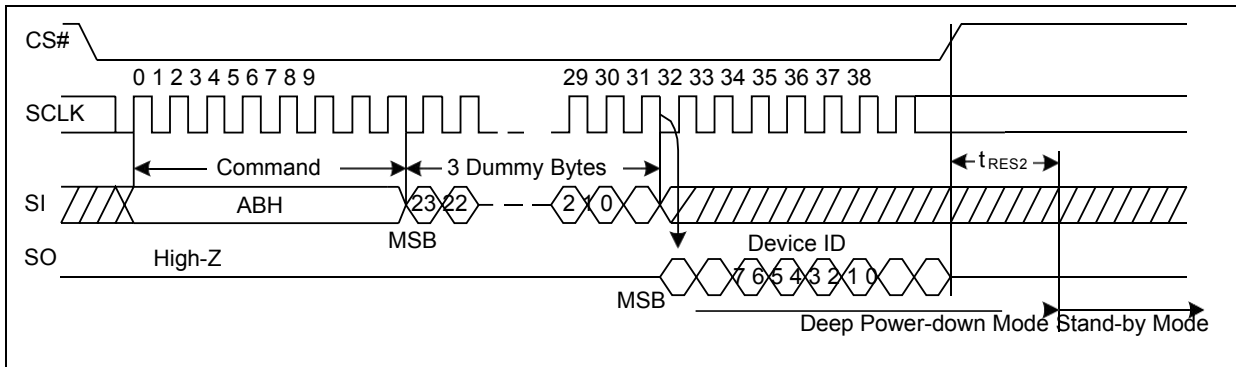 CS#
0 1 2 3 4 5 6 7 8 9
29 30 31 32 33 34 35 36 37 38
SCLK
Command
3 Dummy Bytes
tRES2
SI
ABH
23 22
2 1 0
MSB
SO
High-Z
Device ID
7 6 5 4 3 2 1 0
MSB
Deep Power-down Mode Stand-by Mode